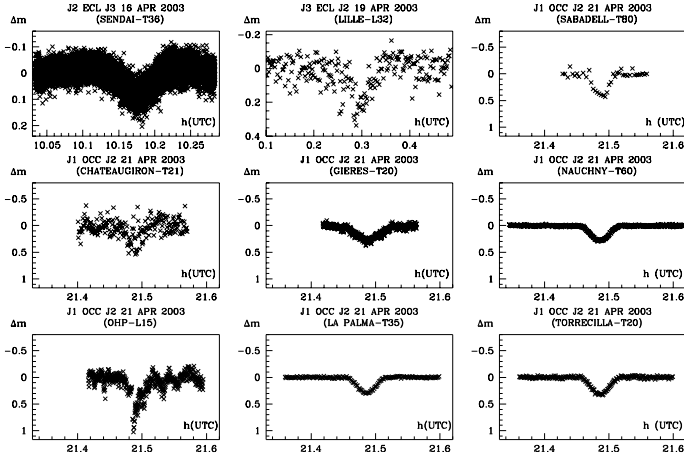 J2 ECL J3 16 APR 2003
(SENDAI-T36)
Δm
-0.1
0
0.1
0.2
h(UTC)
10.05 10.1 10.15 10.2 10.25
J3 ECL J2 19 APR 2003
(LILLE-L32)
Δm
-0.2
0
0.2
0.4
h(UTC)
0.1 0.2 0.3 0.4
J1 OCC J2 21 APR 2003
(SABADELL-T80)
Δm
-0.5
0
0.5
1
h (UTC)
21.4 21.5 21.6
J1 OCC J2 21 APR 2003
(CHATEAUGIRON-T21)
Δm
-0.5
0
0.5
1
h(UTC)
21.4 21.5 21.6
J1 OCC J2 21 APR 2003
(GIERES-T20)
Δm
-0.5
0
0.5
1
h(UTC)
21.4 21.5 21.6
J1 OCC J2 21 APR 2003
(NAUCHNY-T60)
Δm
-0.5
0
0.5
1
h (UTC)
21.4 21.5 21.6
J1 OCC J2 21 APR 2003
(OHP-L15)
Δm
-0.5
0
0.5
1
h(UTC)
21.4 21.5 21.6
J1 OCC J2 21 APR 2003
(LA PALMA-T35)
Δm
-0.5
0
0.5
1
h(UTC)
21.4 21.5 21.6
J1 OCC J2 21 APR 2003
(TORRECILLA-T20)
Δm
-0.5
0
0.5
1
h (UTC)
21.4 21.5 21.6